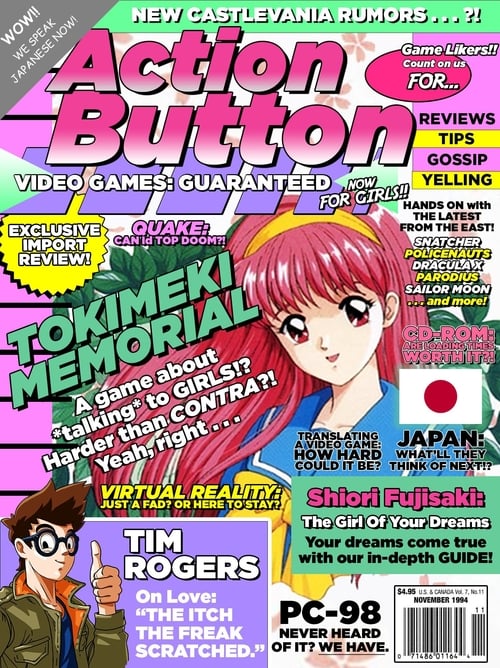 NEW CASTLEVANIA RUMORS . . . ?!
WOW!!
WE SPEAK
JAPANESE NOW!
Action
Button
Game Likers!!
Count on us
FOR...
REVIEWS
TIPS
GOSSIP
YELLING
VIDEO GAMES: GUARANTEED
NOW
FOR GIRLS!!
HANDS ON with
THE LATEST
FROM THE EAST!
SNATCHER
POLICENAUTS
DRACULA X
PARODIUS
SAILOR MOON
. . . and more!
EXCLUSIVE
IMPORT
REVIEW!
QUAKE:
CAN id TOP DOOM?!
TOKIMEKI
MEMORIAL
A game about
*talking* to GIRLS!?
Harder than CONTRA?!
Yeah, right . . .
CD-ROM:
ARE LOADING TIMES
WORTH IT?!
TRANSLATING
A VIDEO GAME:
HOW HARD
COULD IT BE?
JAPAN:
WHAT'LL THEY
THINK OF NEXT!?
VIRTUAL REALITY:
JUST A FAD? OR HERE TO STAY?
Shiori Fujisaki:
The Girl Of Your Dreams
Your dreams come true
with our in-depth GUIDE!
TIM
ROGERS
On Love:
“THE ITCH
THE FREAK
SCRATCHED.”
PC-98
NEVER HEARD
OF IT? WE HAVE.
$4.95 U.S. & CANADA Vol. 7, No.11
NOVEMBER 1994
11
0 71486 01164 4